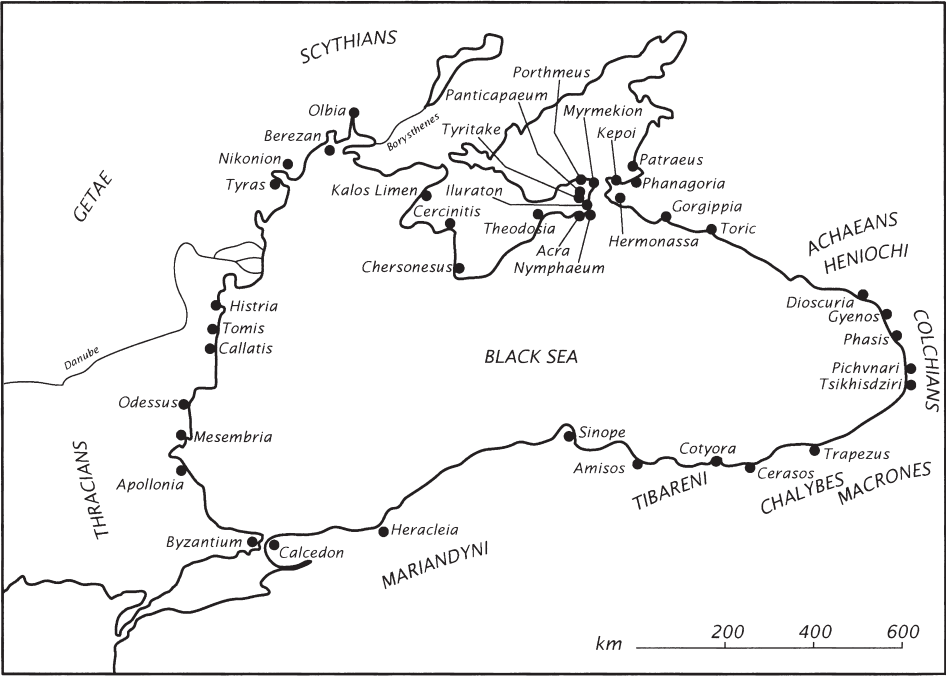 SCYTHIANS
Porthmeus
Panticapaeum
Myrmekion
Olbia
Borysthenes
Tyritake
Kepoi
Berezan
Nikonion
Patraeus
Tyras
Kalos Limen
Iluraton
Phanagoria
GETAE
Cercinitis
Gorgippia
Theodosia
Toric
Acra
Hermonassa
ACHAEANS
HENIOCHI
Chersonesus
Nymphaeum
Histria
Dioscuria
Gyenos
Tomis
Phasis
COLCHIANS
Callatis
Danube
BLACK SEA
Pichvnari
Tsikhisdziri
Odessus
Mesembria
Sinope
Cotyora
Trapezus
THRACIANS
Apollonia
Amisos
Cerasos
TIBARENI
CHALYBES
MACRONES
Heracleia
Byzantium
Calcedon
MARIANDYNI
km 200 400 600